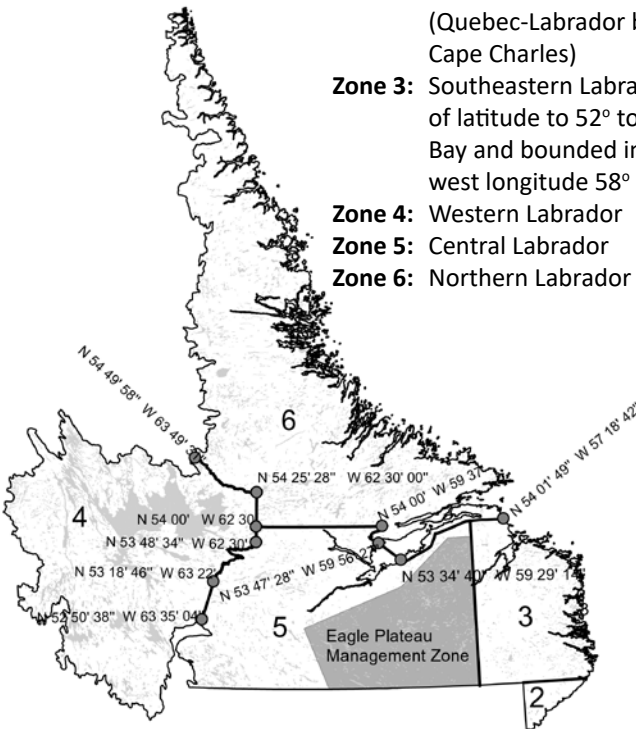 (Quebec-Labrador
Cape Charles)
Zone 3: Southeastern
of latitude to 52° to
Bay and bounded
west longitude 58°
Zone 4: Western Labrador
Zone 5: Central Labrador
Zone 6: Northern Labrador
N 54 49' 58" W 63 49'
6
N 54 25' 28" W 62 30' 00"
N 54 00' W 59 37'
N 54 01' 49" W 57 18' 42"
4
N 54 00' W 62 30'
N 53 48' 34" W 62 30'
N 53 18' 46" W 63 22'
N 53 47' 28" W 59 56'
N 53 34' 40" W 59 29' 14"
N 52 50' 38" W 63 35' 04"
5
Eagle Plateau
Management Zone
3
2